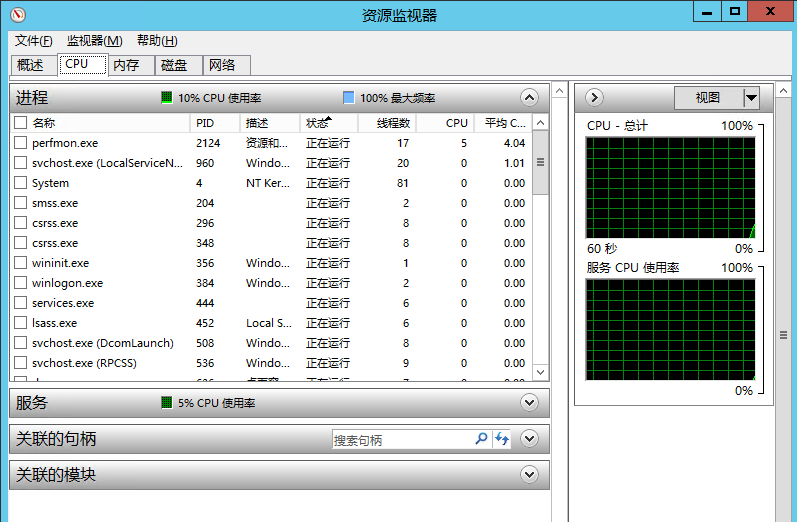 资源监视器
文件(F) 监视器(M) 帮助(H)
概述 CPU 内存 磁盘 网络
进程 10% CPU 使用率 100% 最大频率
名称 PID 描述 状态 线程数 CPU 平均 C...
perfmon.exe 2124 资源和... 正在运行 17 5 4.04
svchost.exe (LocalServiceN... 960 Windo... 正在运行 20 0 1.01
System 4 NT Ker... 正在运行 81 0 0.00
smss.exe 204 正在运行 2 0 0.00
csrss.exe 296 正在运行 8 0 0.00
csrss.exe 348 正在运行 8 0 0.00
wininit.exe 356 Windo... 正在运行 1 0 0.00
winlogon.exe 384 Windo... 正在运行 2 0 0.00
services.exe 444 正在运行 6 0 0.00
lsass.exe 452 Local S... 正在运行 6 0 0.00
svchost.exe (DcomLaunch) 508 Windo... 正在运行 8 0 0.00
svchost.exe (RPCSS) 536 Windo... 正在运行 9 0 0.00
服务 5% CPU 使用率
关联的句柄 搜索句柄
关联的模块
视图
CPU - 总计 100%
60 秒 0%
服务 CPU 使用率 100%
0%